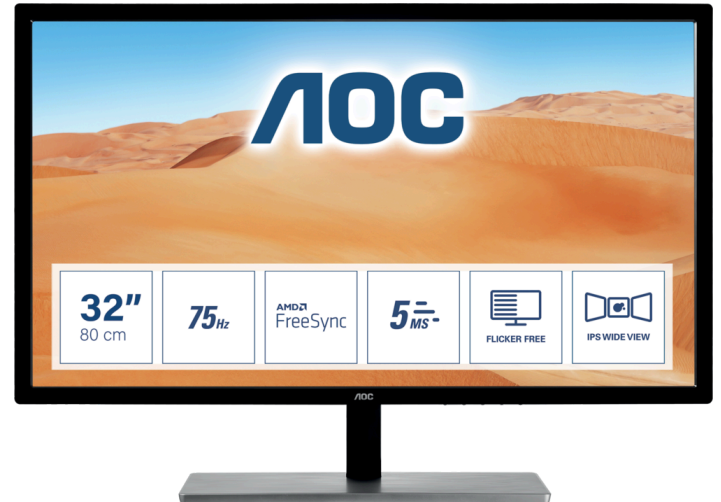 AOC
32"
80 cm
75Hz
AMD
FreeSync
5MS
FLICKER FREE
IPS WIDE VIEW
AOC